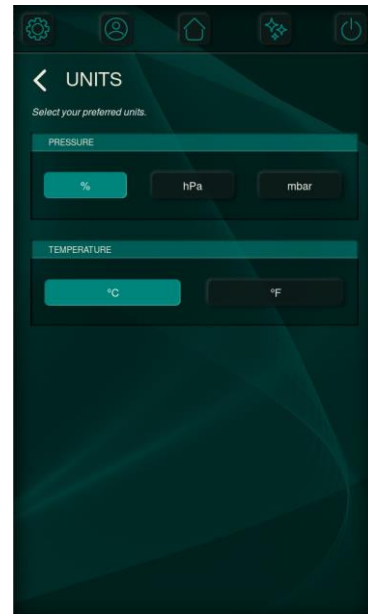 UNITS
Select your preferred units.
PRESSURE
% hPa mbar
TEMPERATURE
°C °F